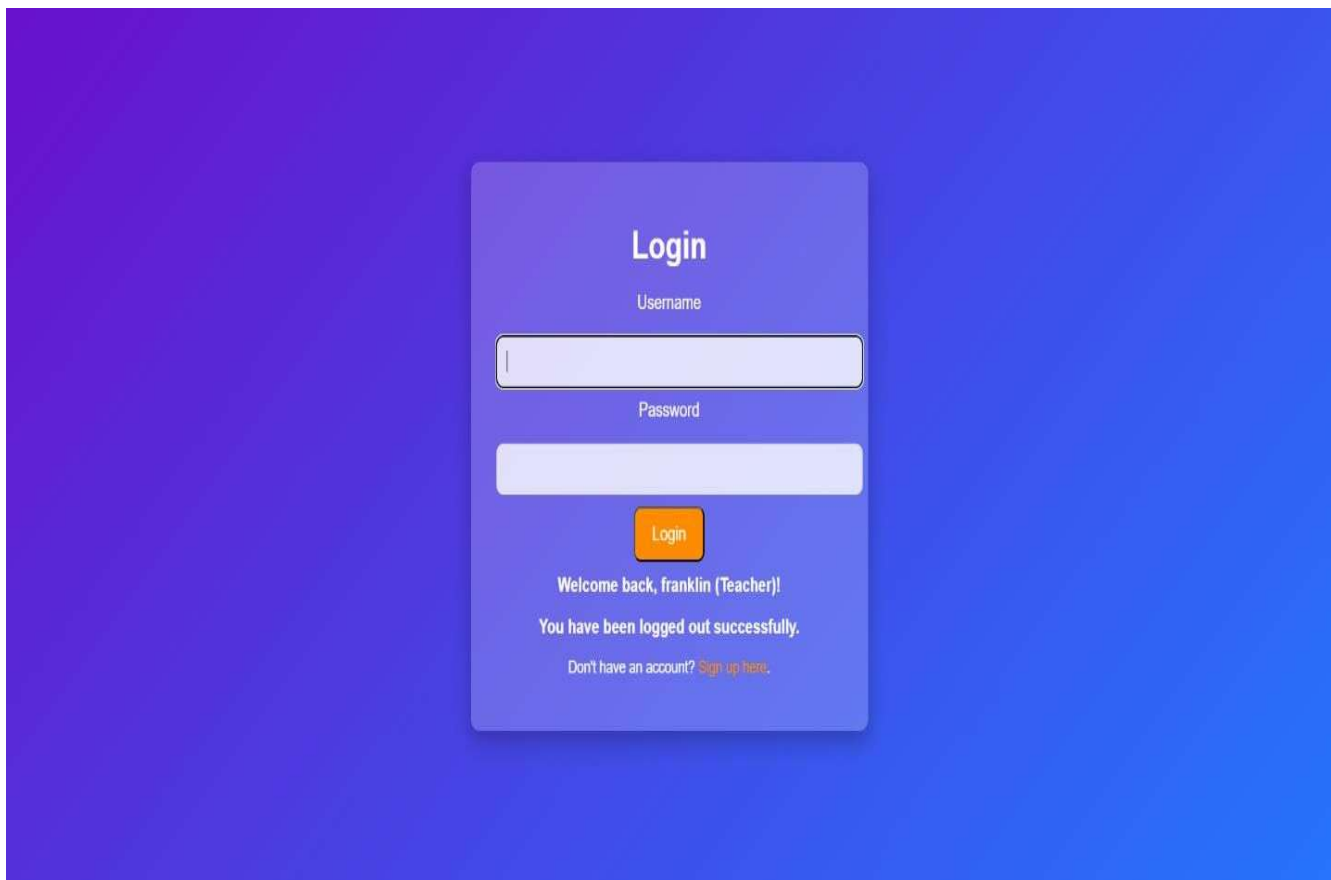 Login
Username
Password
Login
Welcome back, franklin (Teacher)!
You have been logged out successfully.
Don't have an account? Sign up here.